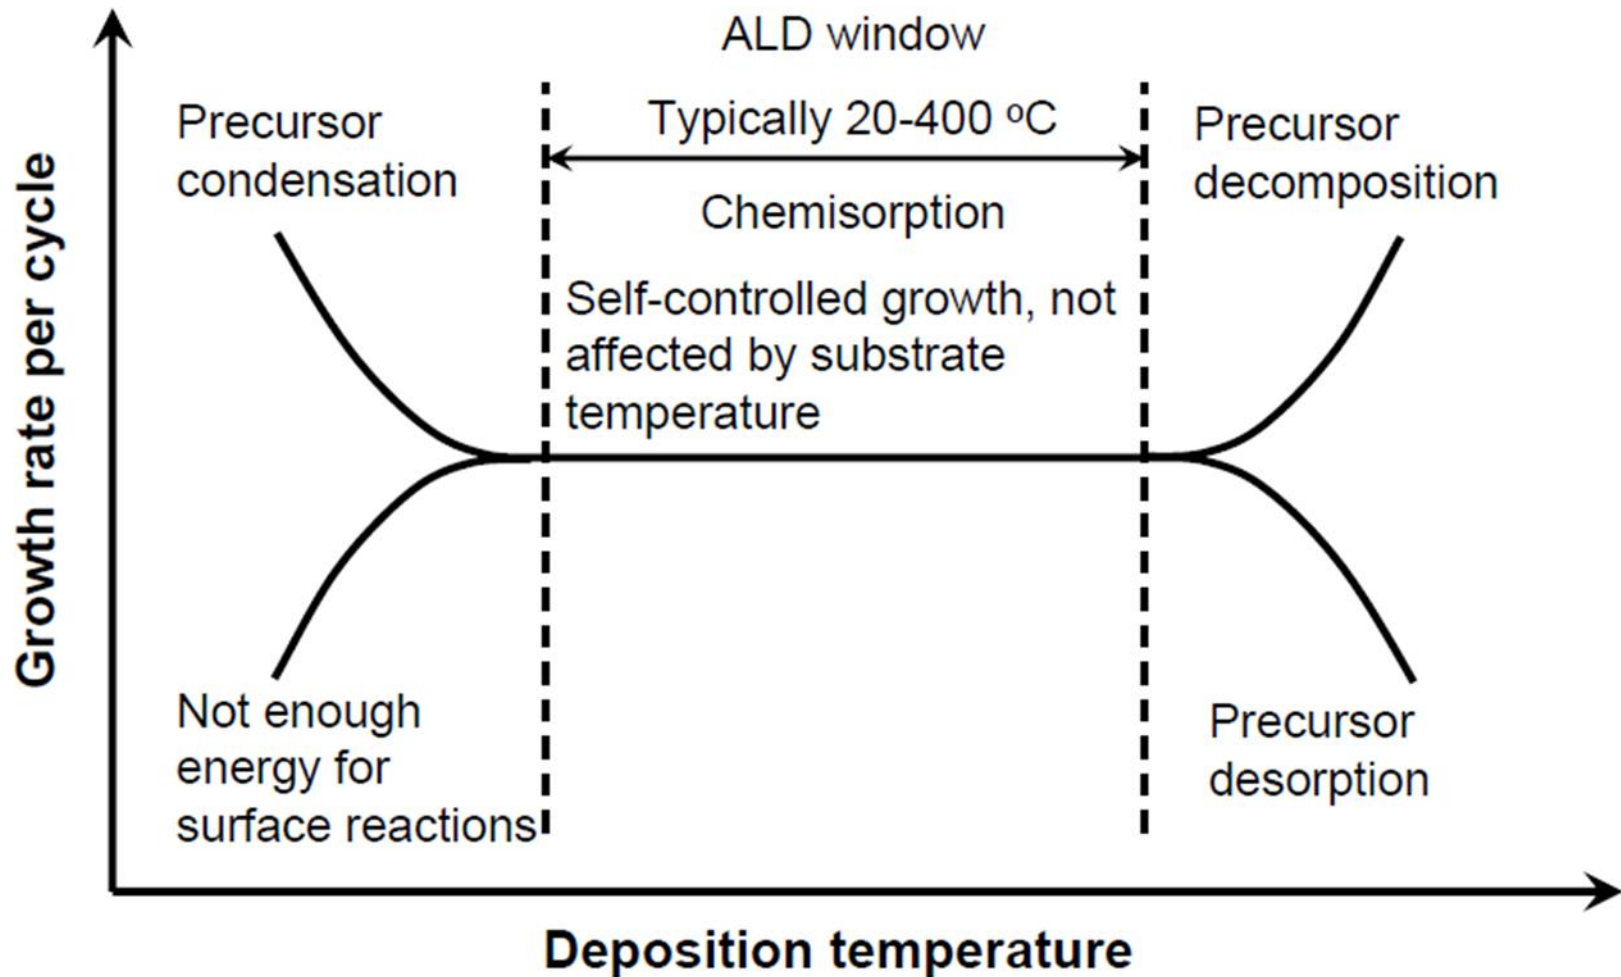 ALD window
Typically 20-400 ºC
Precursor
condensation
Precursor
decomposition
Chemisorption
Self-controlled growth, not
affected by substrate
temperature
Growth rate per cycle
Not enough
energy for
surface reactions
Precursor
desorption
Deposition temperature